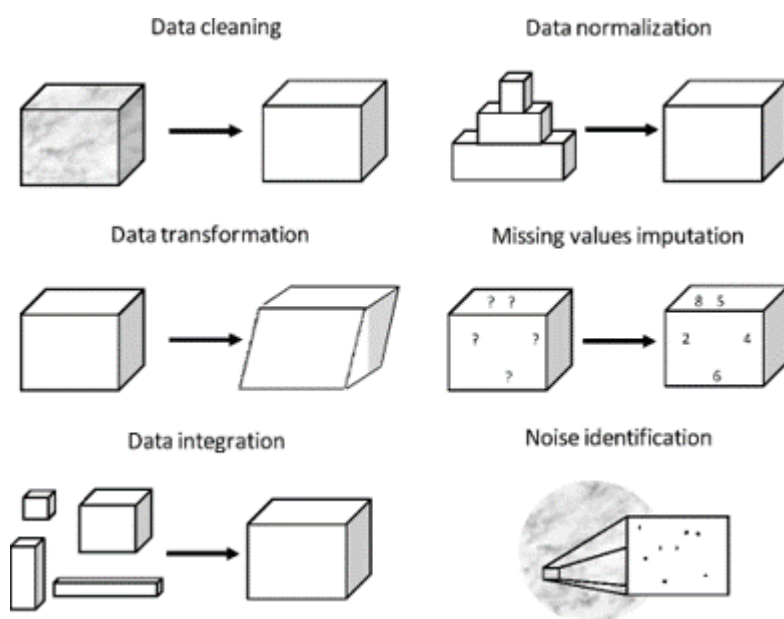 Data cleaning
Data normalization
Data transformation
Missing values imputation
? ?
? ?
?
8 5
2 4
6
Data integration
Noise identification